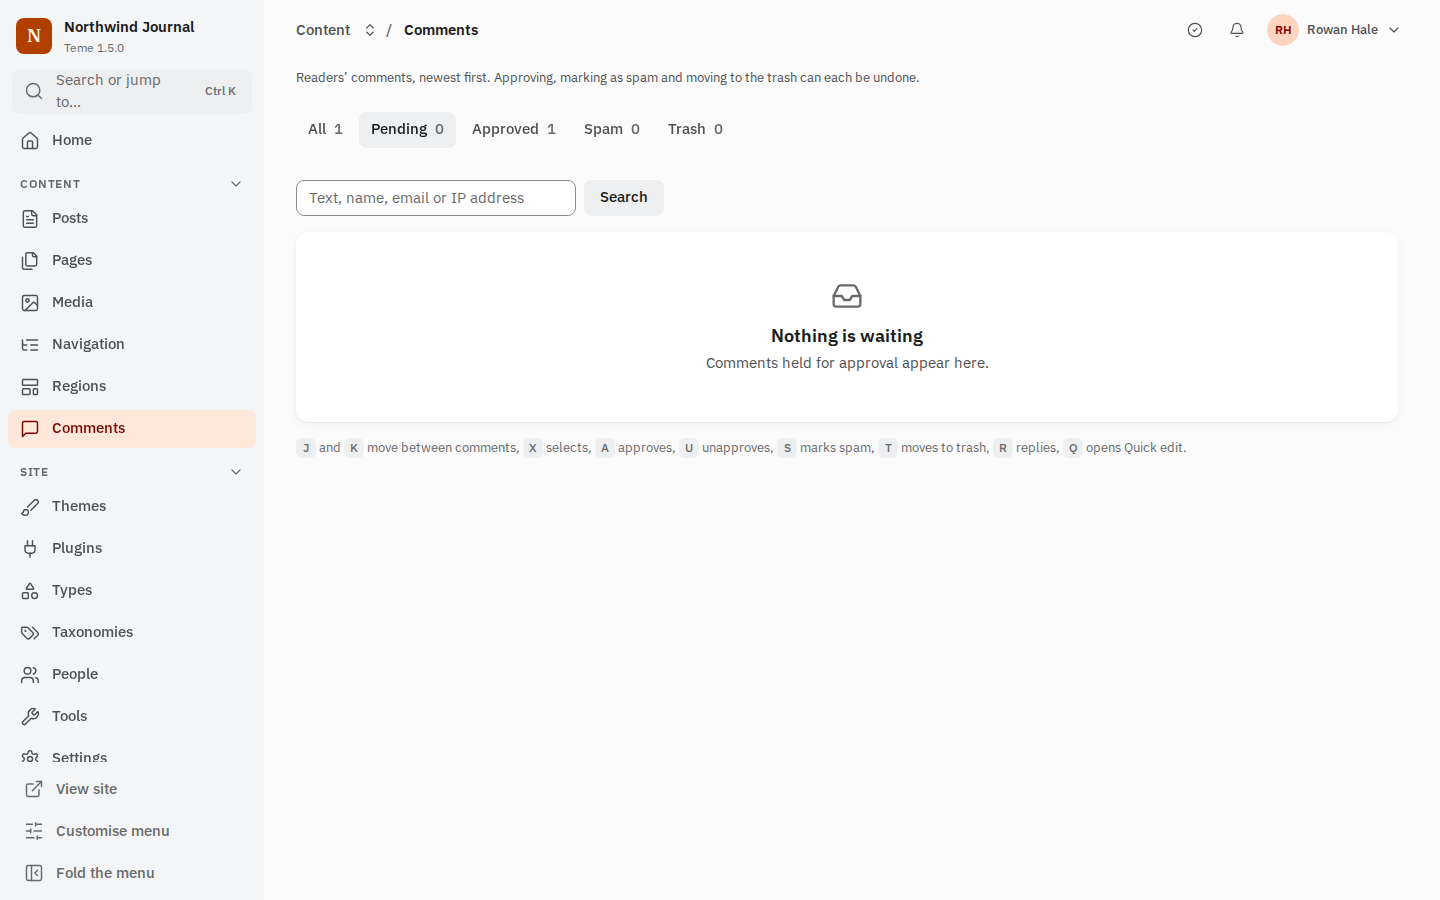 N
Northwind Journal
Teme 1.5.0
Search or jump
to...
Ctrl K
Home
CONTENT
Posts
Pages
Media
Navigation
Regions
Comments
SITE
Themes
Plugins
Types
Taxonomies
People
Tools
Settings
View site
Customise menu
Fold the menu
Content / Comments
RH Rowan Hale
Readers’ comments, newest first. Approving, marking as spam and moving to the trash can each be undone.
All 1 Pending 0 Approved 1 Spam 0 Trash 0
Text, name, email or IP address Search
Nothing is waiting
Comments held for approval appear here.
J and K move between comments, X selects, A approves, U unapproves, S marks spam, T moves to trash, R replies, Q opens Quick edit.